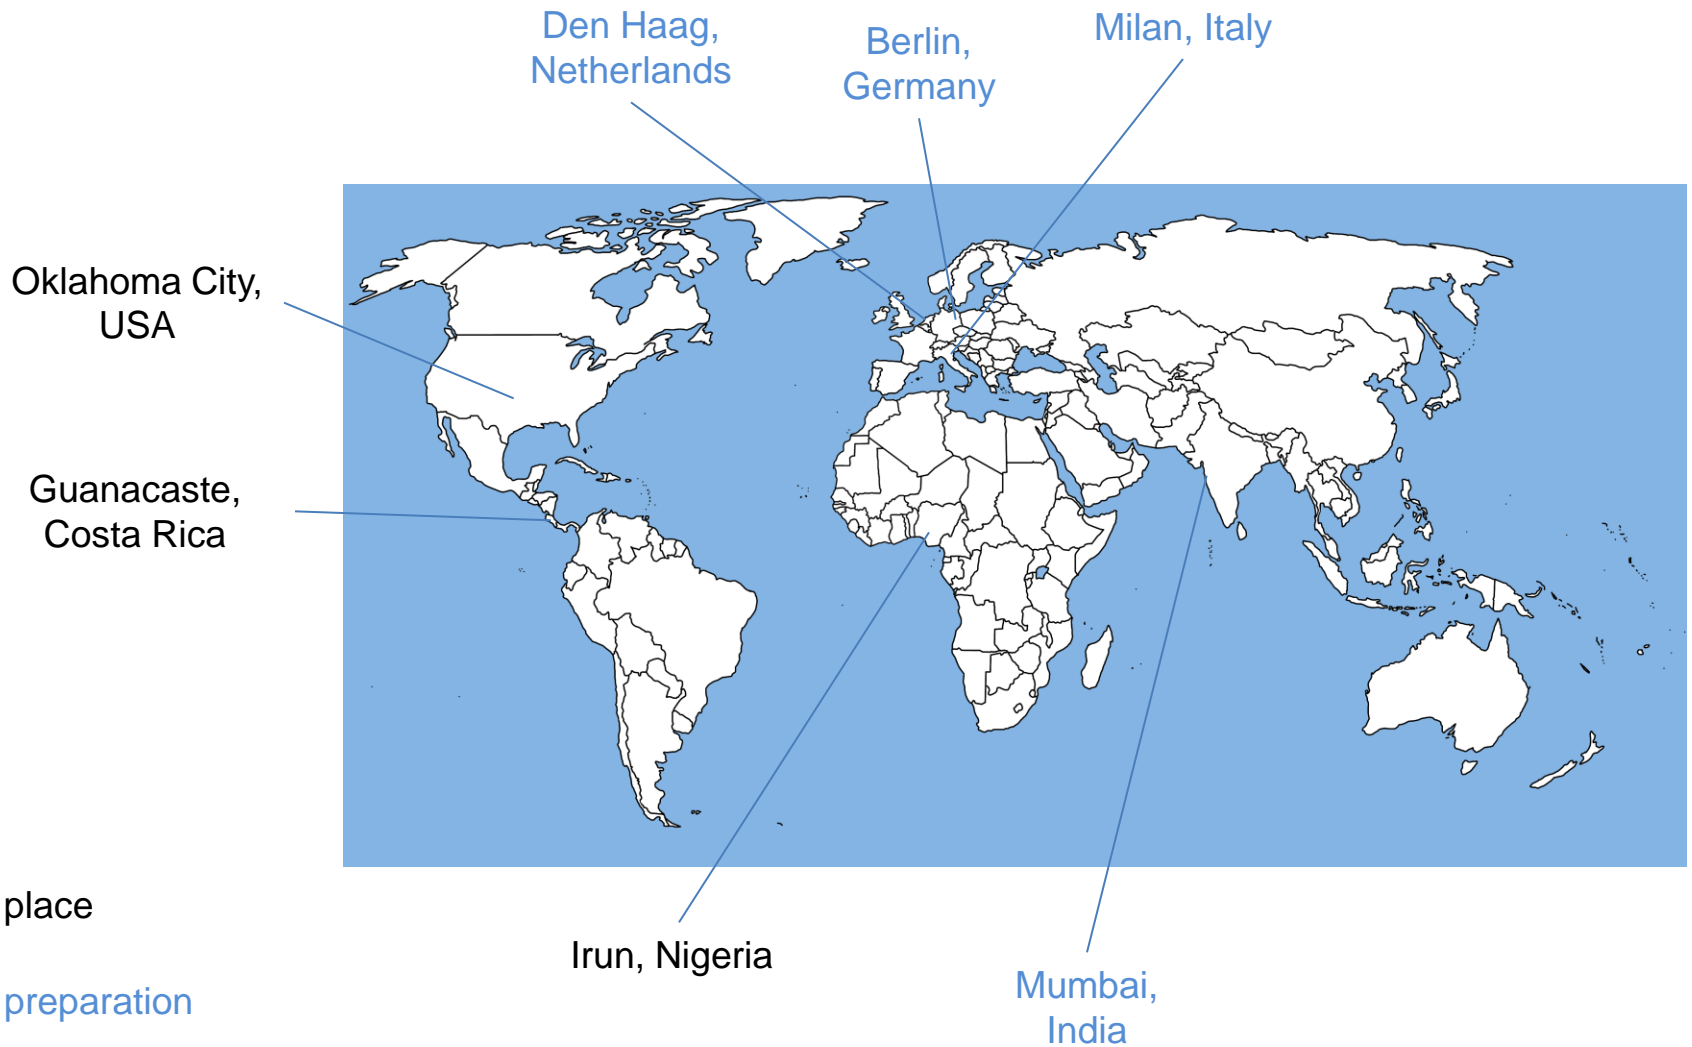 Den Haag,
Netherlands
Berlin,
Germany
Milan, Italy
Oklahoma City,
USA
Guanacaste,
Costa Rica
place
Irun, Nigeria
preparation
Mumbai,
India